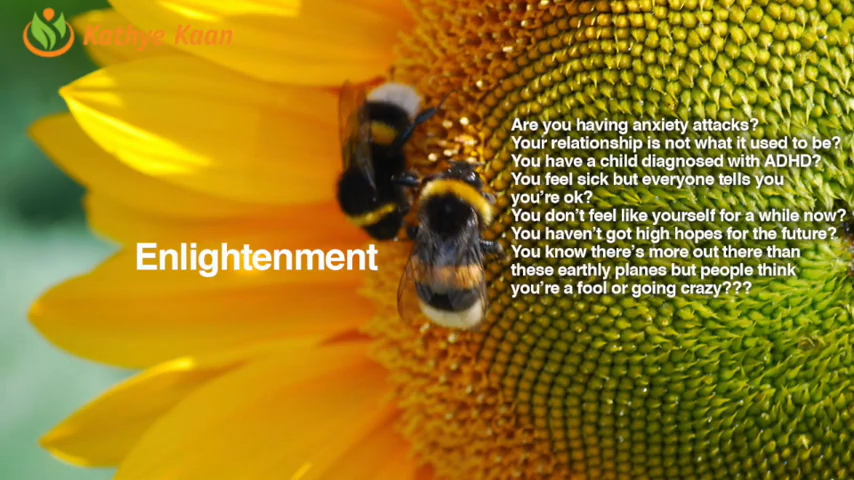 Kathye Kaan
Enlightenment
Are you having anxiety attacks?
Your relationship is not what it used to be?
You have a child diagnosed with ADHD?
You feel sick but everyone tells you
you're ok?
You don't feel like yourself for a while now?
You haven't got high hopes for the future?
You know there's more out there than
these earthly planes but people think
you're a fool or going crazy???